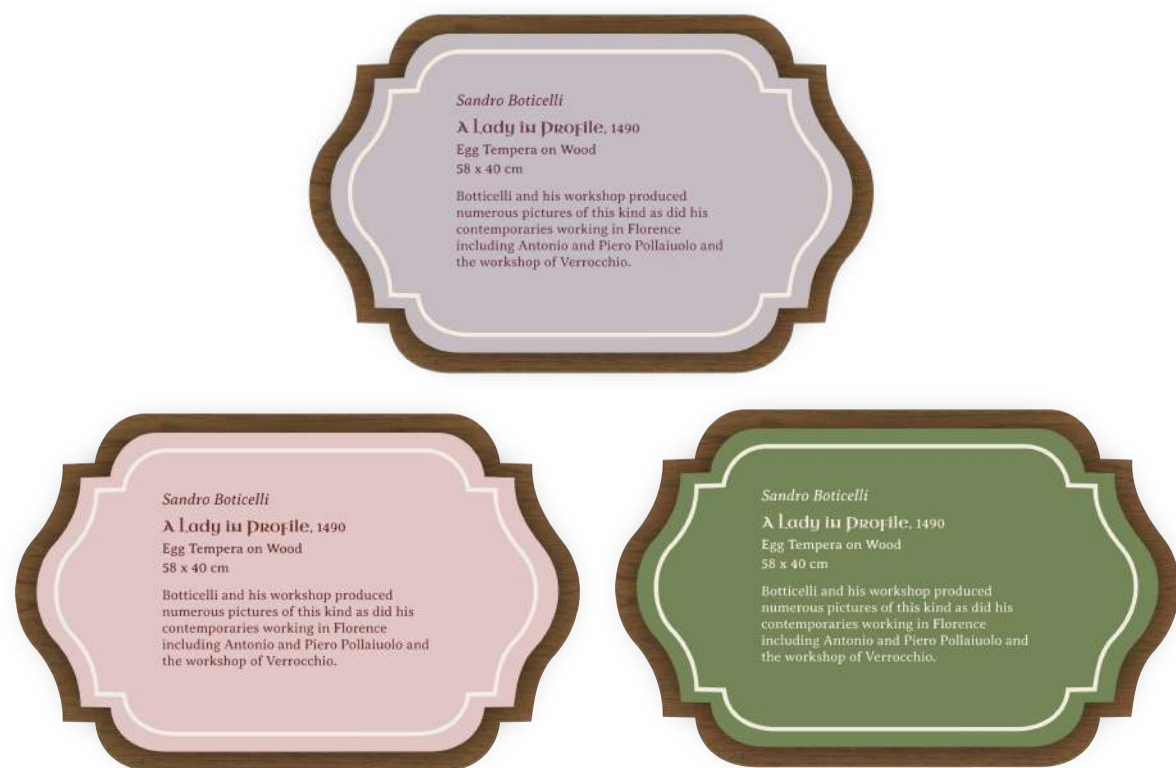 Sandro Boticelli
A Lady in Profile, 1490
Egg Tempera on Wood
58 x 40 cm
Botticelli and his workshop produced
numerous pictures of this kind as did his
contemporaries working in Florence
including Antonio and Piero Pollaiuolo and
the workshop of Verrocchio.
Sandro Boticelli
A Lady in Profile, 1490
Egg Tempera on Wood
58 x 40 cm
Botticelli and his workshop produced
numerous pictures of this kind as did his
contemporaries working in Florence
including Antonio and Piero Pollaiuolo and
the workshop of Verrocchio.
Sandro Boticelli
A Lady in Profile, 1490
Egg Tempera on Wood
58 x 40 cm
Botticelli and his workshop produced
numerous pictures of this kind as did his
contemporaries working in Florence
including Antonio and Piero Pollaiuolo and
the workshop of Verrocchio.